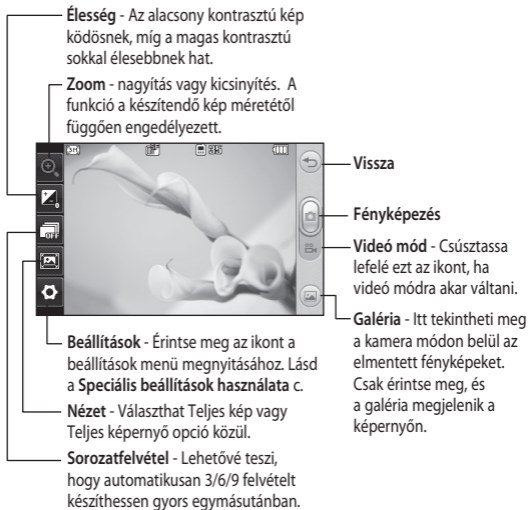 Élesség - Az alacsony kontrasztú kép
ködösnek, míg a magas kontrasztú
sokkal élesebbnek hat.
Zoom - nagyítás vagy kicsinyítés. A
funkció a készítendő kép méretétől
függően engedélyezett.
Vissza
Fényképezés
Videó mód - Csúsztassa
lefelé ezt az ikont, ha
videó módra akar váltani.
Galéria - Itt tekintheti meg
a kamera módon belül az
elmentett fényképeket.
Csak érintse meg, és
a galéria megjelenik a
képernyőn.
3M
35
0
OFF
Beállítások - Érintse meg az ikont a
beállítások menü megnyitásához. Lásd
a Speciális beállítások használata c.
Nézet - Választhat Teljes kép vagy
Teljes képernyő opció közül.
Sorozatfelvétel - Lehetővé teszi,
hogy automatikusan 3/6/9 felvételt
készíthessen gyors egymásutánban.